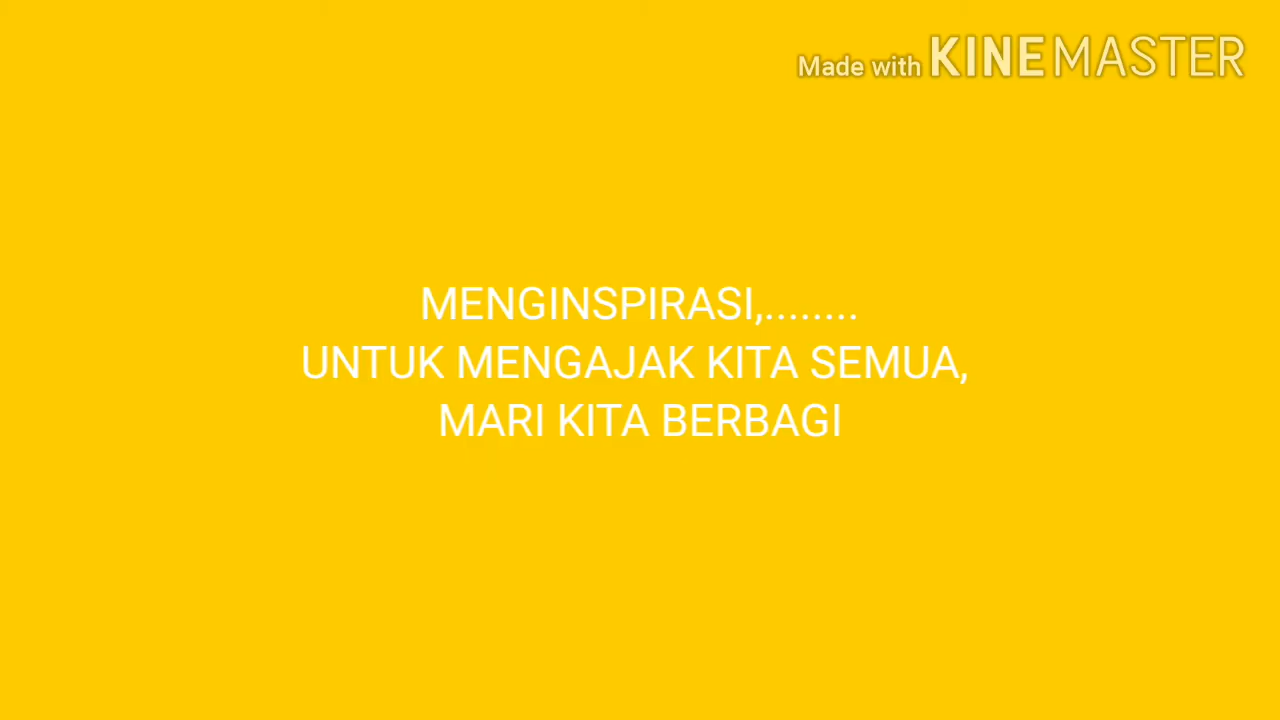 Made with KINEMASTER
MENGINSPIRASI,........
UNTUK MENGAJAK KITA SEMUA,
MARI KITA BERBAGI